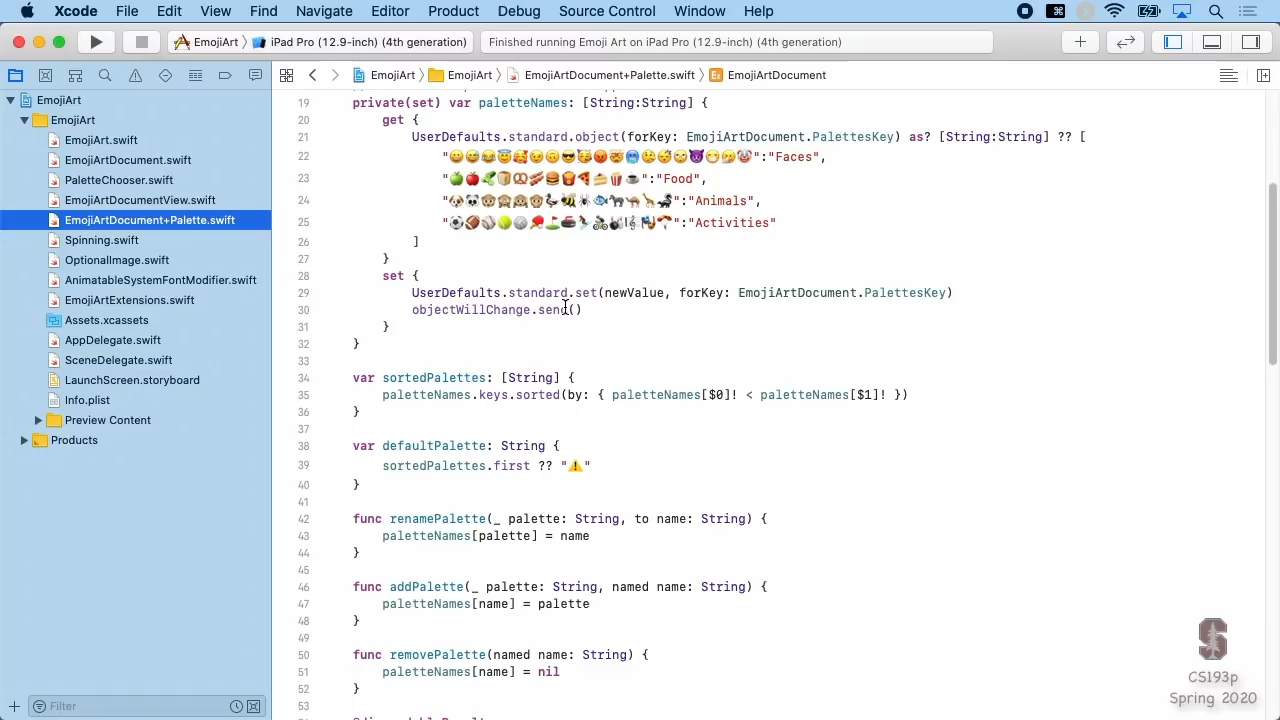 Xcode File Edit View Find Navigate Editor Product Debug Source Control Window Help
EmojiArt iPad Pro (12.9-inch) (4th generation) Finished running Emoji Art on iPad Pro (12.9-inch) (4th generation)
EmojiArt EmojiArt EmojiArtDocument+Palette.swift Ex EmojiArtDocument
EmojiArt
EmojiArt
EmojiArt.swift
EmojiArtDocument.swift
PaletteChooser.swift
EmojiArtDocumentView.swift
EmojiArtDocument+Palette.swift
Spinning.swift
OptionalImage.swift
AnimatableSystemFontModifier.swift
EmojiArtExtensions.swift
Assets.xcassets
AppDelegate.swift
SceneDelegate.swift
LaunchScreen.storyboard
Info.plist
Preview Content
Products
Filter
19 private(set) var paletteNames: [String:String] {
20 get {
21 UserDefaults.standard.object(forKey: EmojiArtDocument.PalettesKey) as? [String:String] ?? [
22 "😀😅😂😇🥰😉🙃😎🥳😡🤯🥶🤥😴🙄👿😷🤧🤡":"Faces",
23 "🍏🍎🥦🍞🥨🥓🍔🍟🍕🍰🍿☕️":"Food",
24 "🐶🐼🐵🙈🙉🙊🦆🐝🕷🐟🦓🐪🦒🦨":"Animals",
25 "⚽️🏈⚾️🎾🏐🏓⛳️🥌⛷🚴‍♂️🎳🎼🎭🪂":"Activities"
26 ]
27 }
28 set {
29 UserDefaults.standard.set(newValue, forKey: EmojiArtDocument.PalettesKey)
30 objectWillChange.send()
31 }
32 }
33
34 var sortedPalettes: [String] {
35 paletteNames.keys.sorted(by: { paletteNames[$0]! < paletteNames[$1]! })
36 }
37
38 var defaultPalette: String {
39 sortedPalettes.first ?? "⚠️"
40 }
41
42 func renamePalette(_ palette: String, to name: String) {
43 paletteNames[palette] = name
44 }
45
46 func addPalette(_ palette: String, named name: String) {
47 paletteNames[name] = palette
48 }
49
50 func removePalette(named name: String) {
51 paletteNames[name] = nil
52 }
53
CS193p
Spring 2020